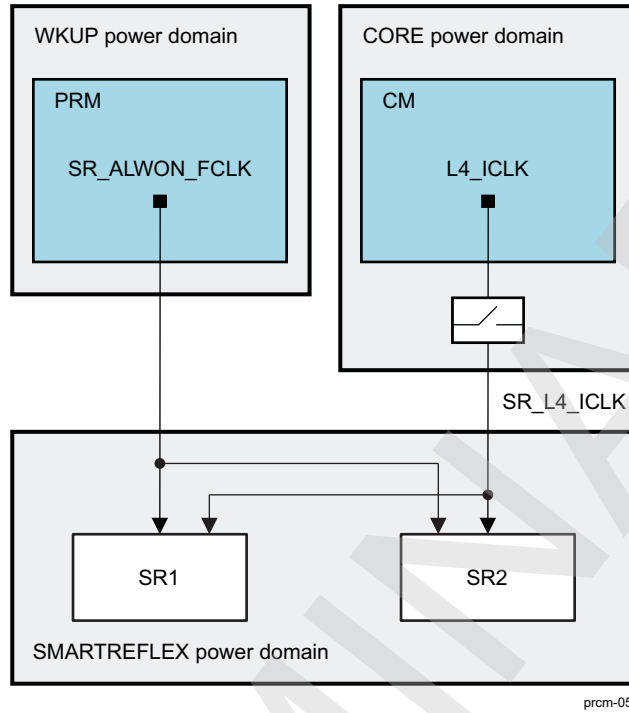 WKUP power domain
CORE power domain
PRM
CM
SR_ALWON_FCLK
L4_ICLK
SR_L4_ICLK
SR1
SR2
SMARTREFLEX power domain